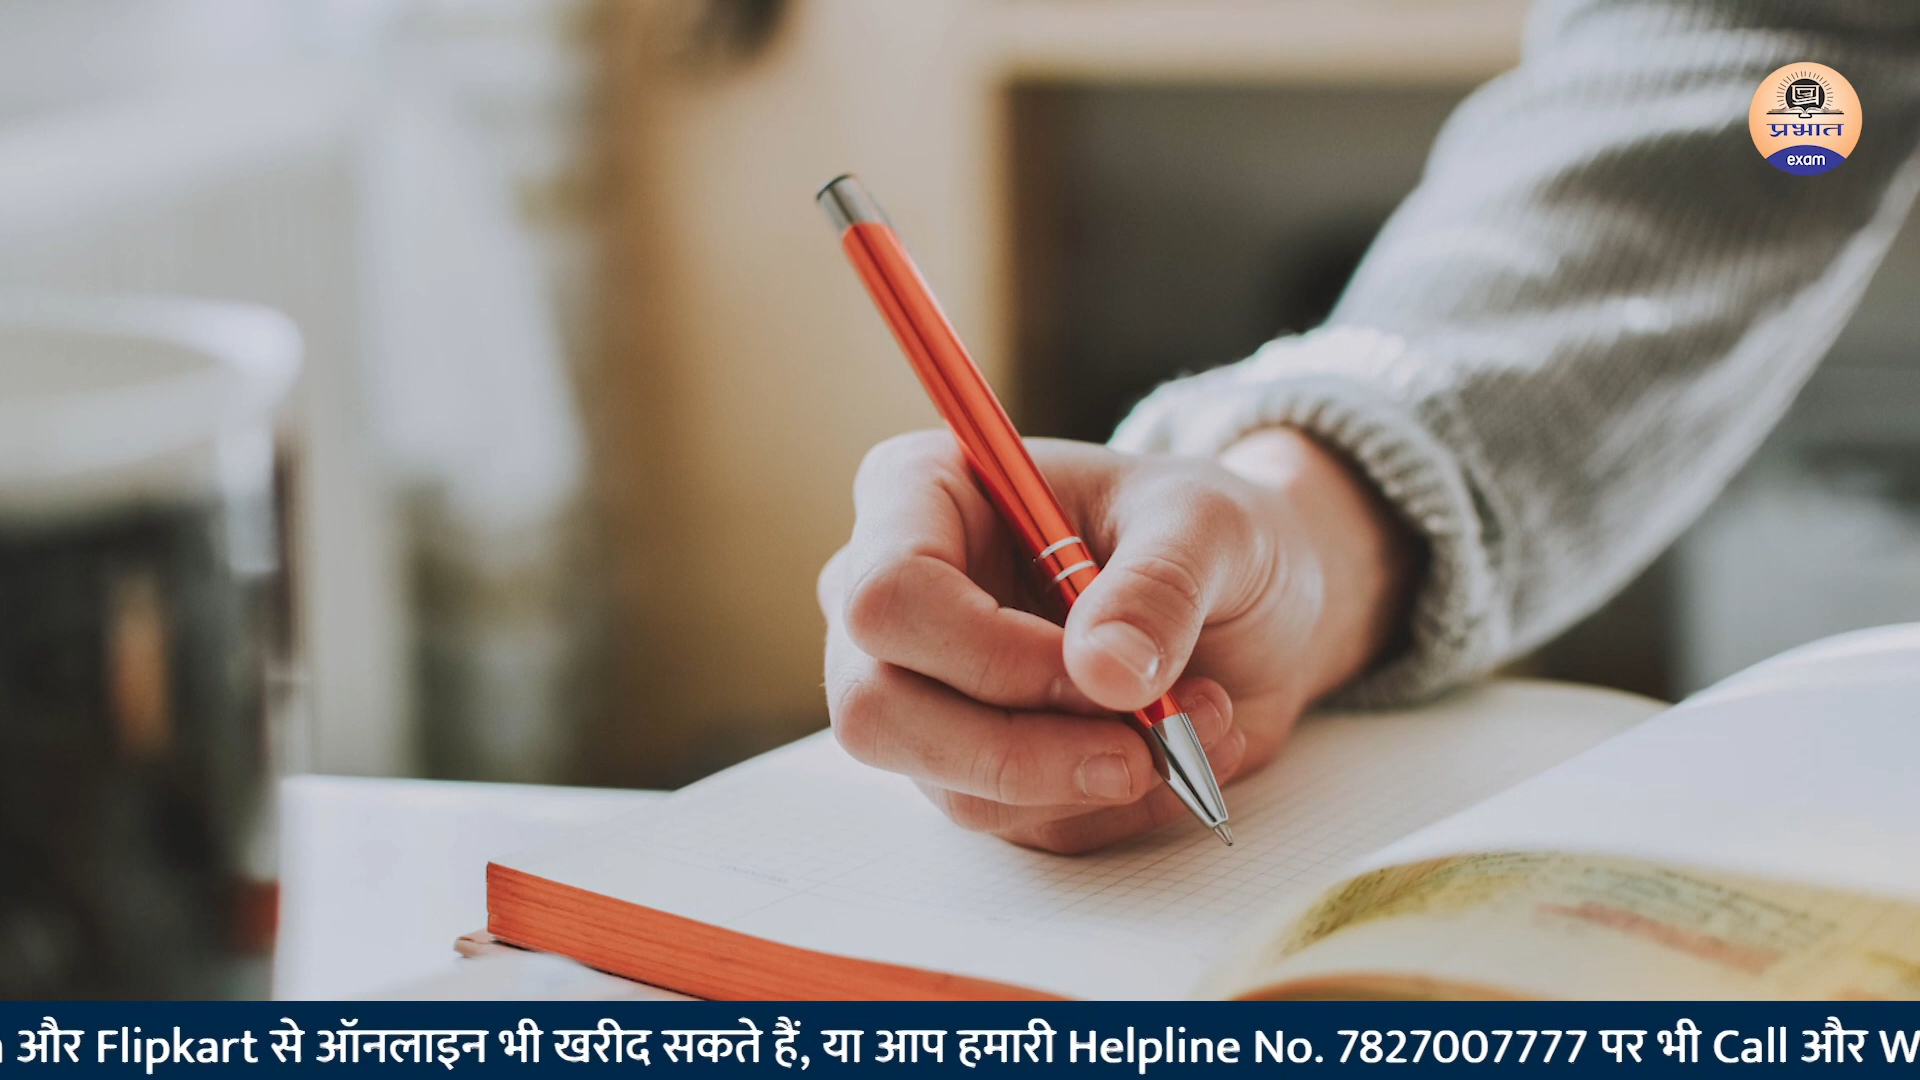 प्रभात
exam
और Flipkart से ऑनलाइन भी खरीद सकते हैं, या आप हमारी Helpline No. 7827007777 पर भी Call और